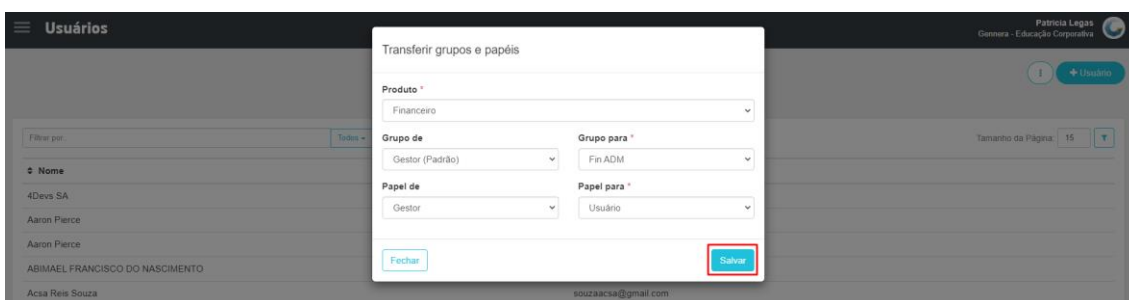 Usuários
Patricia Legas
Gennera - Educação Corporativa
Transferir grupos e papéis
+ Usuário
Produto *
Financeiro
Filtrar por...
Todos
Grupo de
Grupo para *
Tamanho da Página: 15
Gestor (Padrão)
Fin ADM
Nome
Papel de
Papel para *
4Devs SA
Gestor
Usuário
Aaron Pierce
Aaron Pierce
Fechar
Salvar
ABIMAEL FRANCISCO DO NASCIMENTO
Acsa Reis Souza
souzaacsa@gmail.com